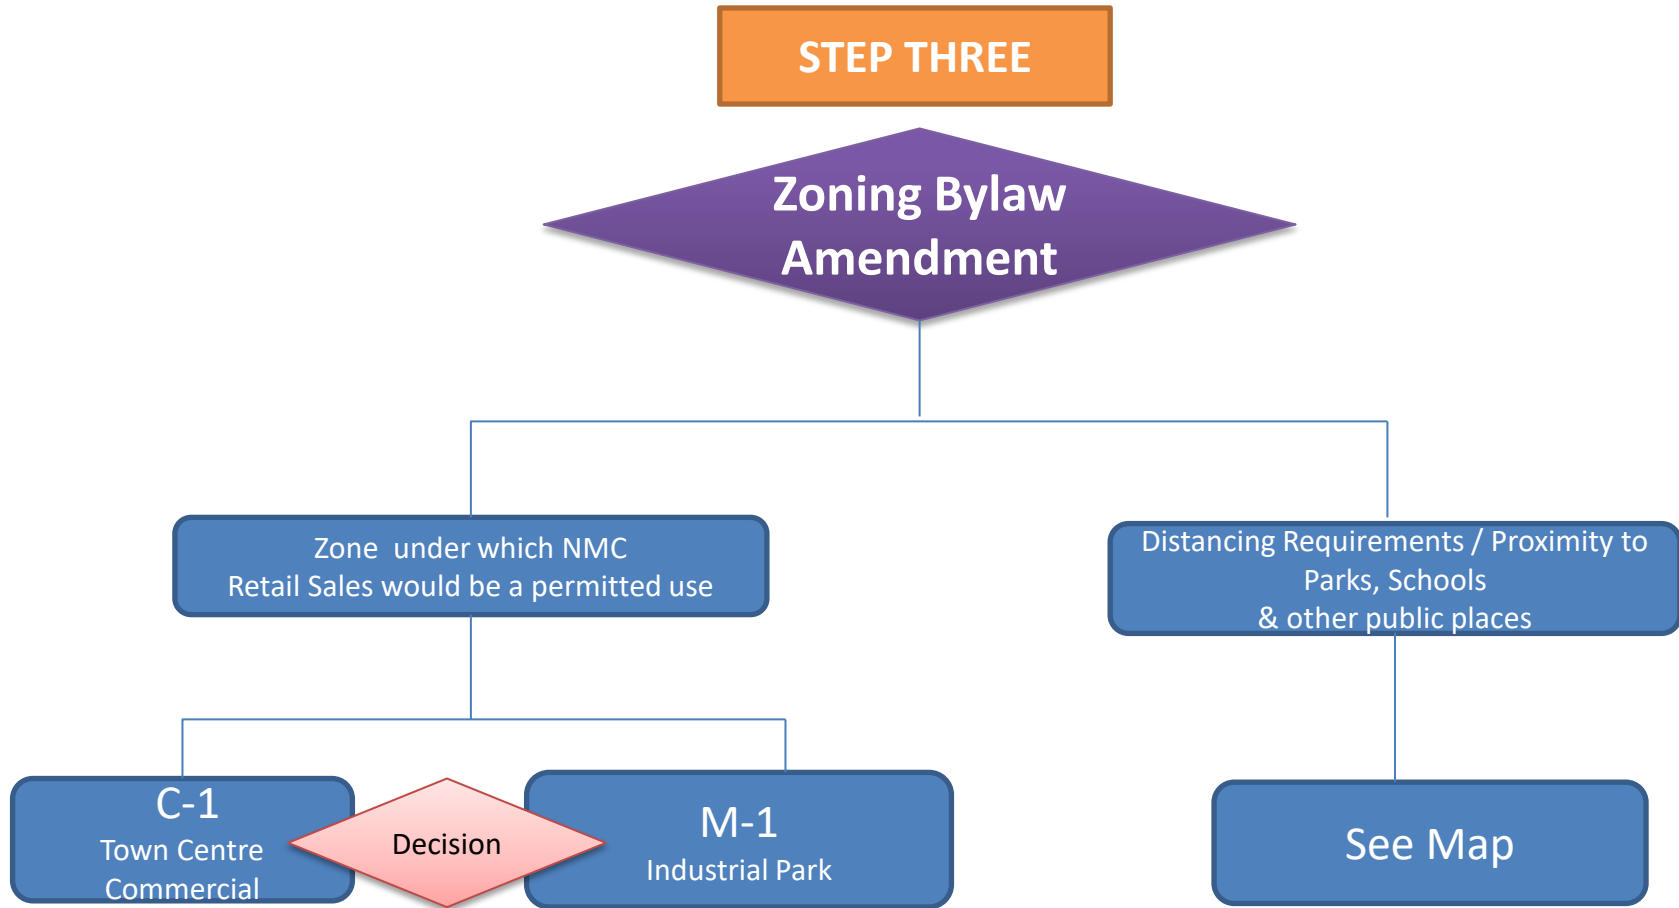 STEP THREE
Zoning Bylaw
Amendment
Zone under which NMC
Retail Sales would be a permitted use
Distancing Requirements / Proximity to
Parks, Schools
& other public places
C-1
Town Centre
Commercial
Decision
M-1
Industrial Park
See Map